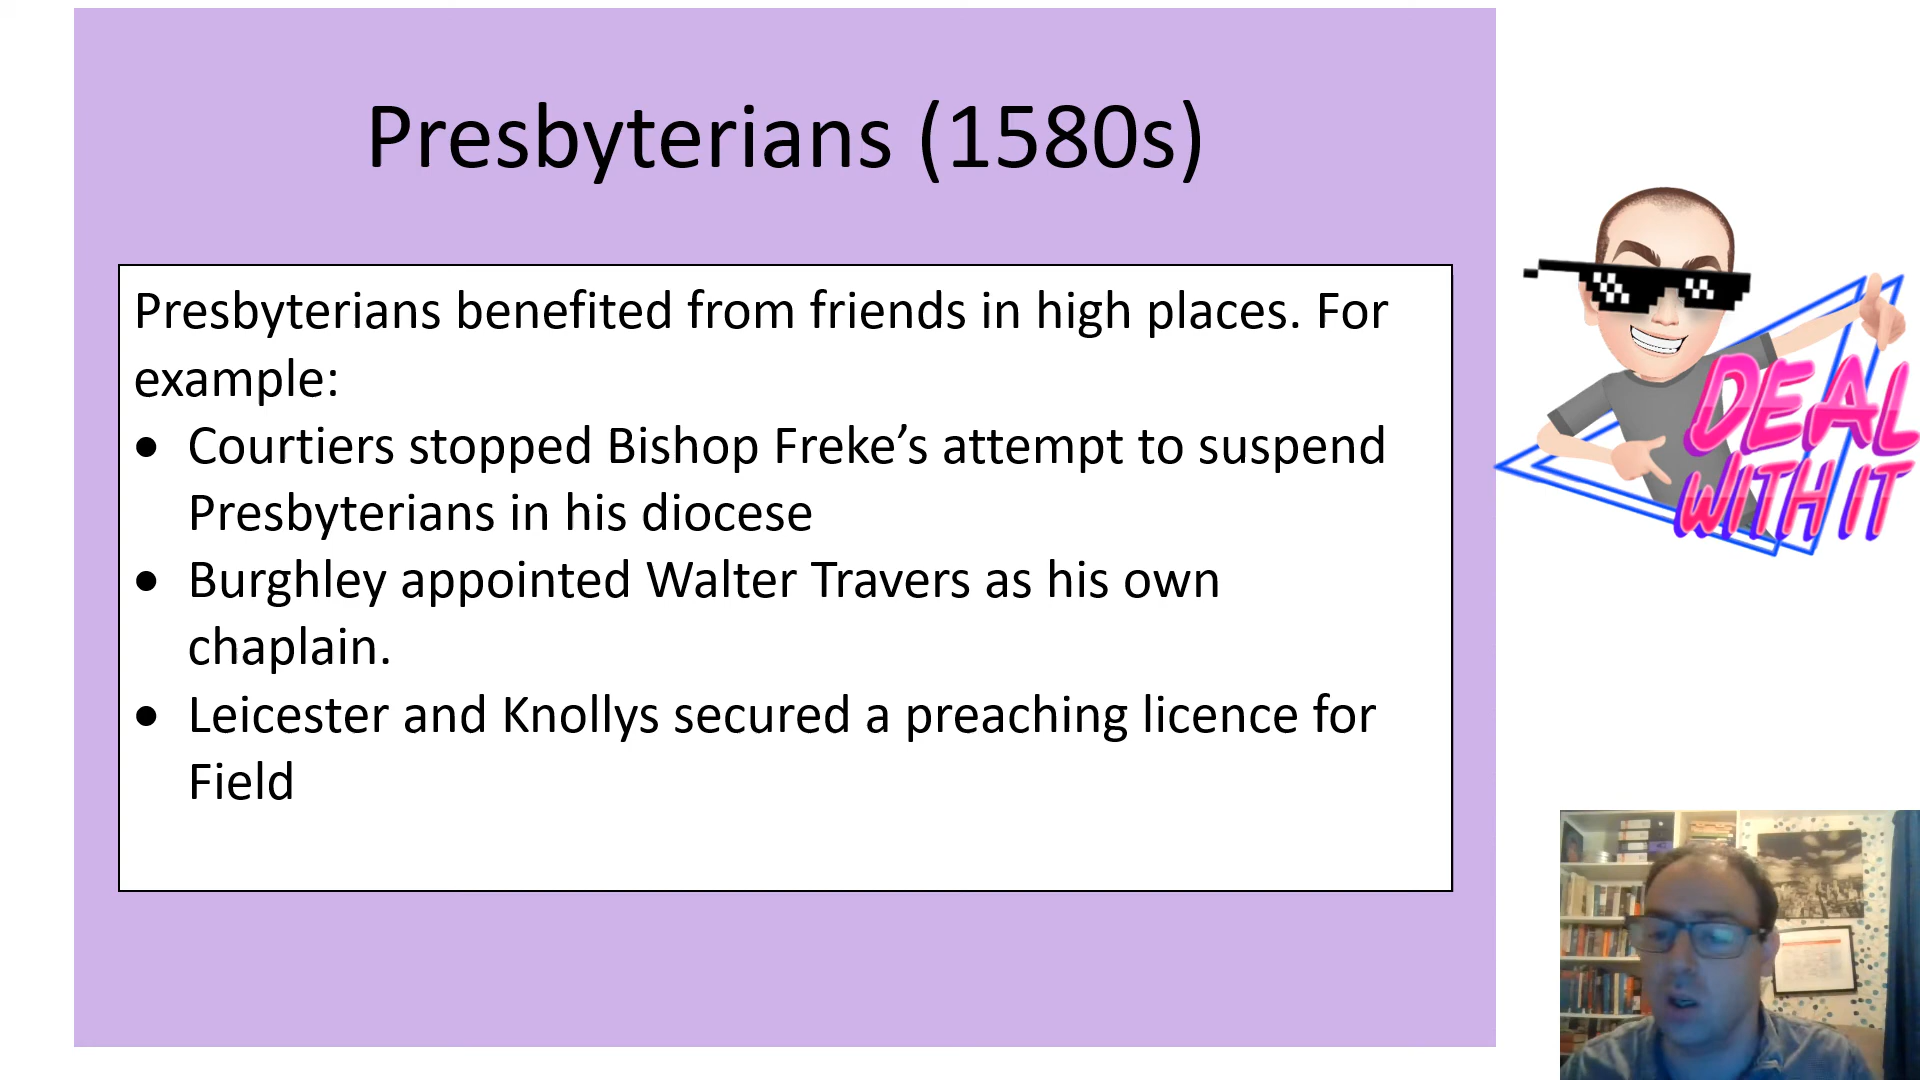 Presbyterians (1580s)
Presbyterians benefited from friends in high places. For
example:
• Courtiers stopped Bishop Freke’s attempt to suspend
Presbyterians in his diocese
• Burghley appointed Walter Travers as his own
chaplain.
• Leicester and Knollys secured a preaching licence for
Field
DEAL
WITH IT